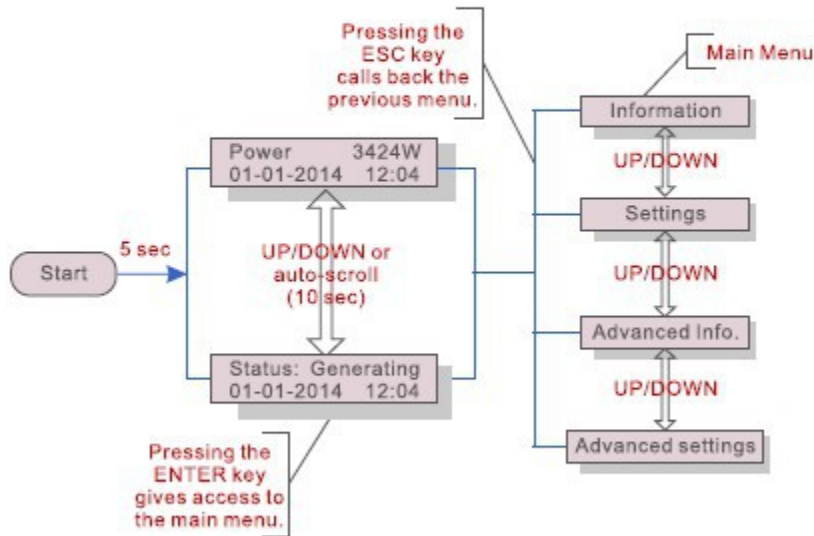 Pressing the
ESC key
calls back the
previous menu.
Main Menu
Information
UP/DOWN
Settings
UP/DOWN
Advanced Info.
UP/DOWN
Advanced settings
Power 3424W
01-01-2014 12:04
5 sec
Start
UP/DOWN or
auto-scroll
(10 sec)
Status: Generating
01-01-2014 12:04
Pressing the
ENTER key
gives access to
the main menu.